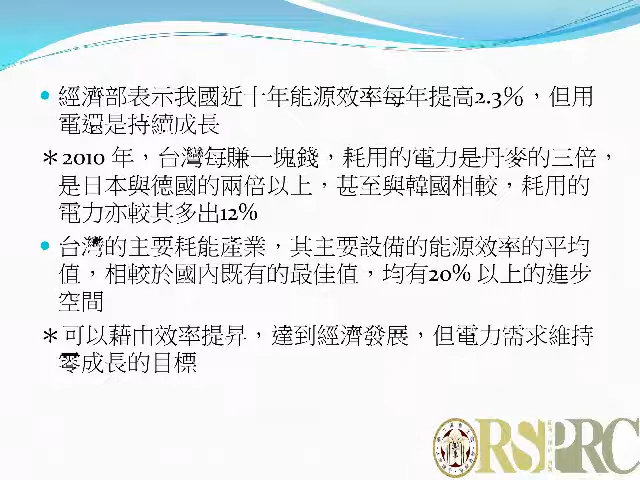 經濟部表示我國近十年能源效率每年提高2.3%，但用
電還是持續成長
＊2010 年，台灣每賺一塊錢，耗用的電力是丹麥的三倍，
是日本與德國的兩倍以上，甚至與韓國相較，耗用的
電力亦較其多出12%
台灣的主要耗能產業，其主要設備的能源效率的平均
值，相較於國內既有的最佳值，均有20% 以上的進步
空間
＊可以藉由效率提昇，達到經濟發展，但電力需求維持
零成長的目標
RSPRC